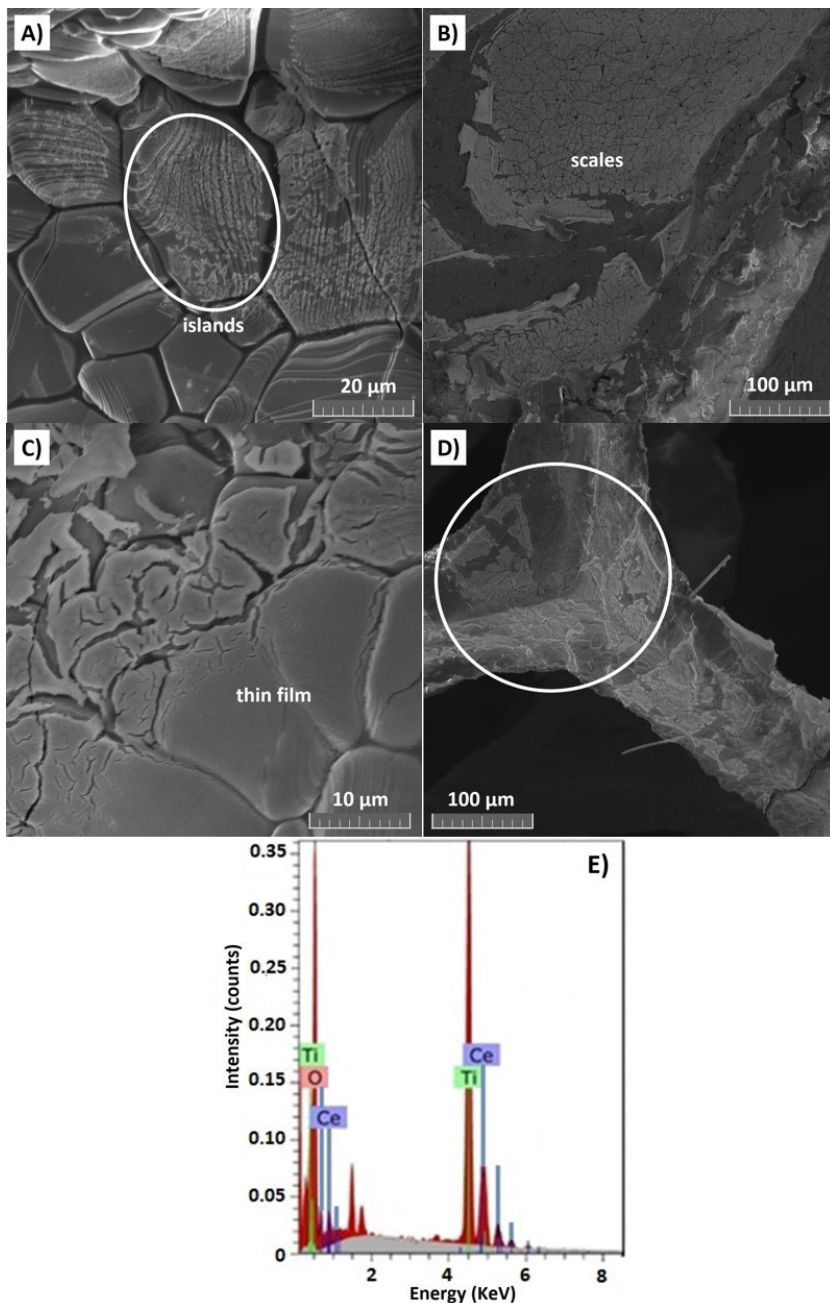 A)
islands
20 µm
B)
scales
100 µm
C)
thin film
10 µm
D)
100 µm
E)
Intensity (counts)
0.35
0.30
0.25
0.20
0.15
0.10
0.05
0
Ti
O
Ce
Ce
Ti
2
4
6
8
Energy (KeV)